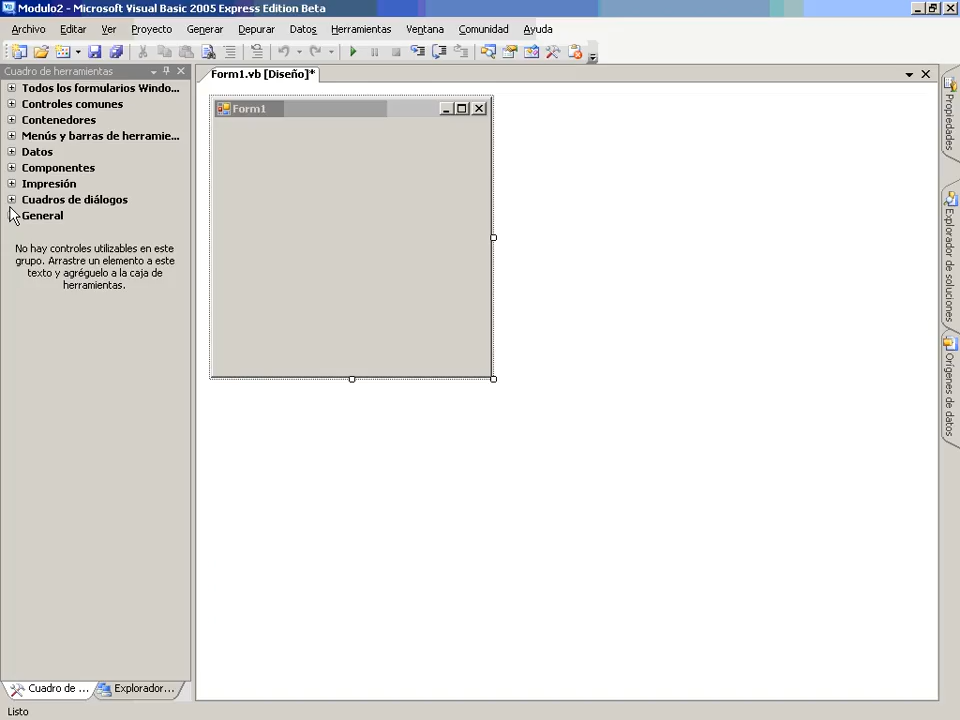 Modulo2 - Microsoft Visual Basic 2005 Express Edition Beta
Archivo Editar Ver Proyecto Generar Depurar Datos Herramientas Ventana Comunidad Ayuda
Cuadro de herramientas
Form1.vb [Diseño]*
Todos los formularios Windo...
Controles comunes
Contenedores
Menús y barras de herramie...
Datos
Componentes
Impresión
Cuadros de diálogos
General
No hay controles utilizables en este
grupo. Arrastre un elemento a este
texto y agréguelo a la caja de
herramientas.
Form1
Propiedades
Explorador de soluciones
Orígenes de datos
Cuadro de ... Explorador...
Listo